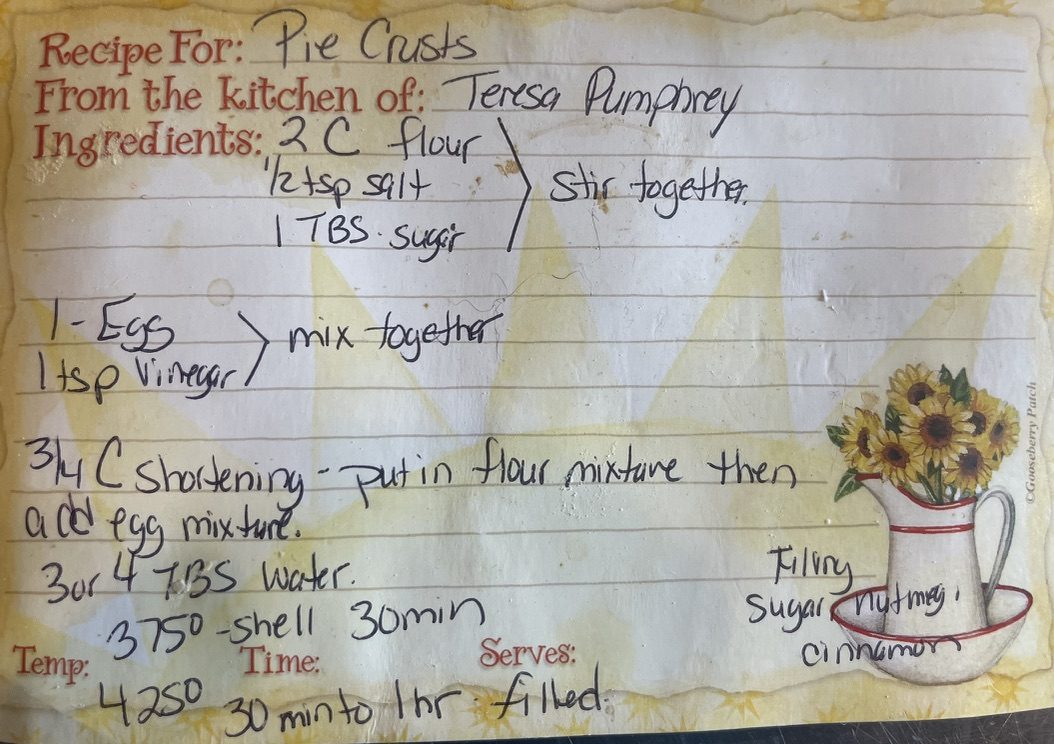 Recipe For: Pie Crusts
From the kitchen of: Teresa Pumphrey
Ingredients: 2 C flour
1/2 tsp salt
1 TBS. sugar
stir together.
1 - Egg
1 tsp Vinegar
mix together
3/4 C Shortening - put in flour mixture then
add egg mixture.
3 or 4 TBS water.
375° - shell 30 min
Temp: Time: Serves:
425° 30 min to 1 hr filled.
Filling
sugar, nutmeg,
cinnamon
©Gooseberry Patch